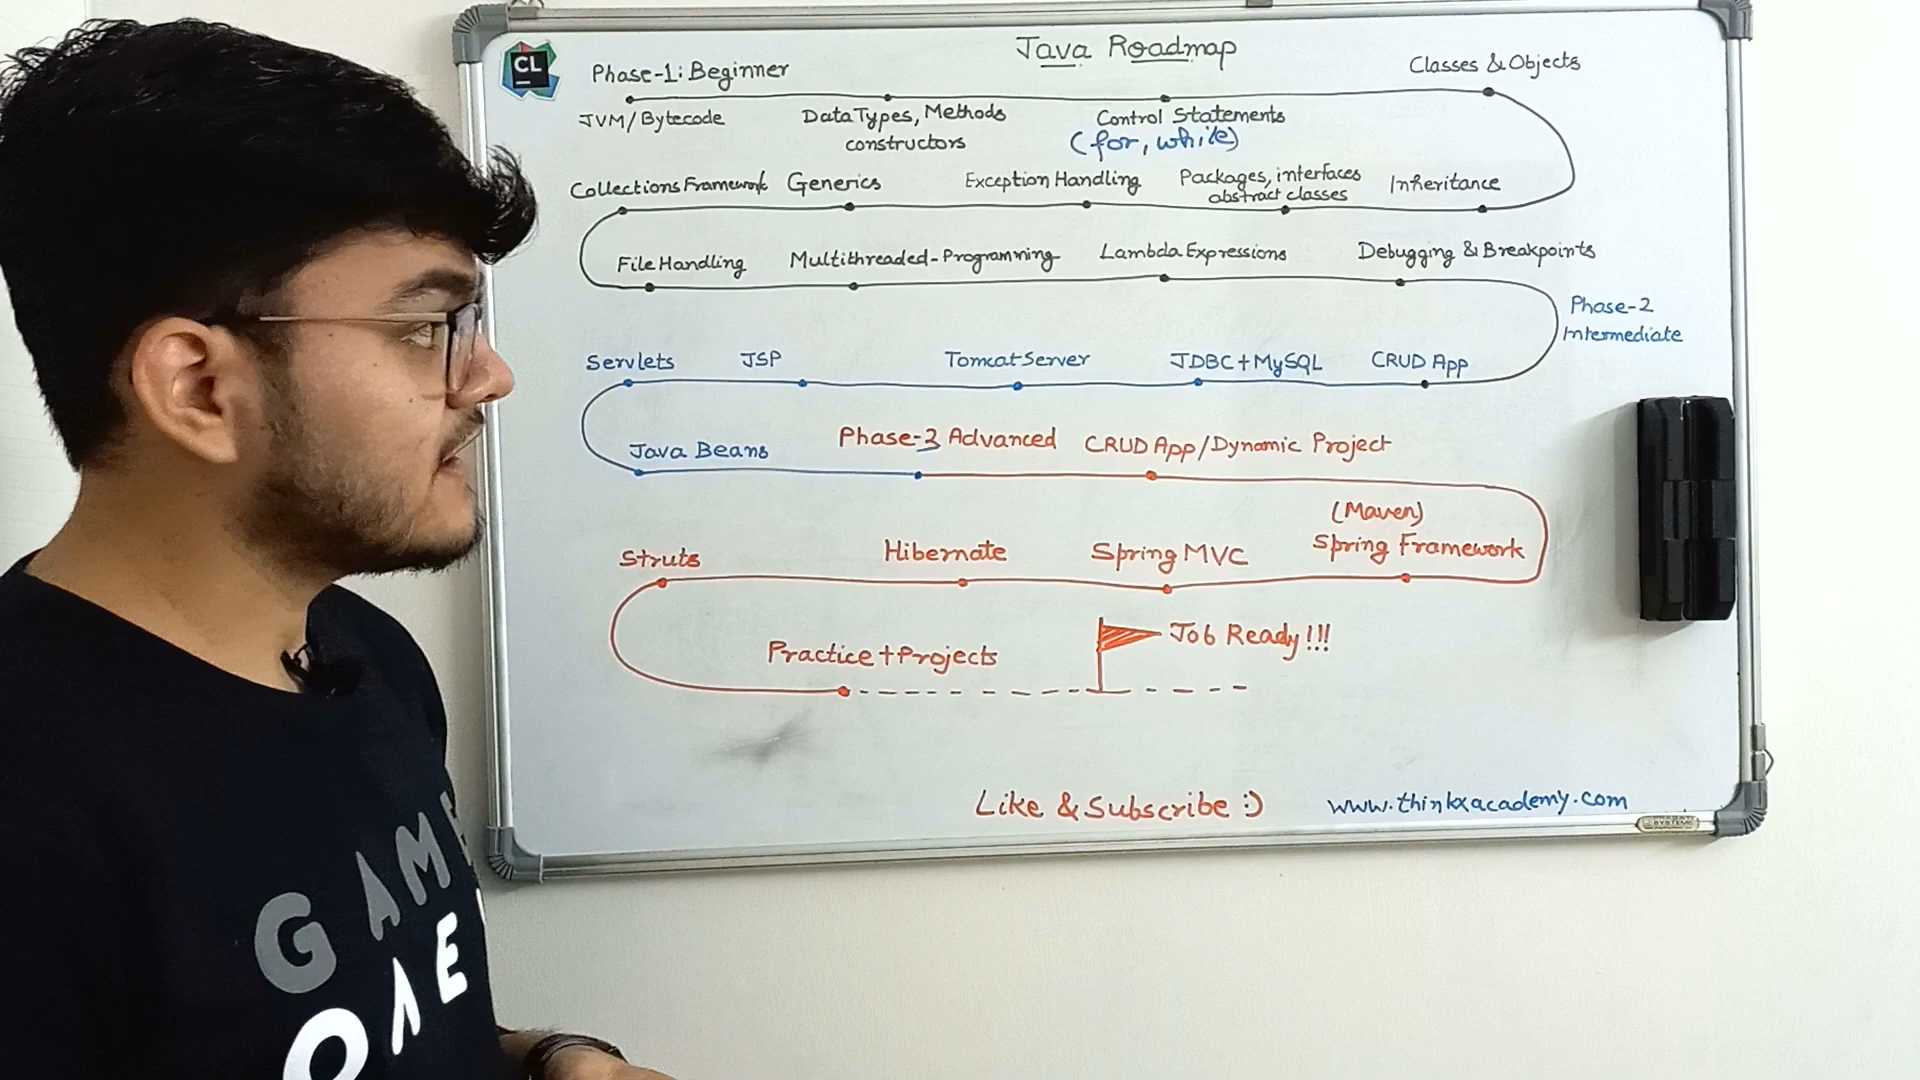 CL
Java Roadmap
Phase-1: Beginner
Classes & Objects
JVM/Bytecode
Data Types, Methods
constructors
Control Statements
(for, while)
Collections Framework
Generics
Exception Handling
Packages, interfaces
abstract classes
Inheritance
File Handling
Multithreaded-Programming
Lambda Expressions
Debugging & Breakpoints
Phase-2
Intermediate
Servlets
JSP
Tomcat Server
JDBC+MySQL
CRUD App
Java Beans
Phase-3 Advanced
CRUD App/Dynamic Project
Struts
Hibernate
Spring MVC
(Maven)
Spring Framework
Practice+Projects
Job Ready!!!
Like & Subscribe :)
www.thinkxacademy.com
GAME